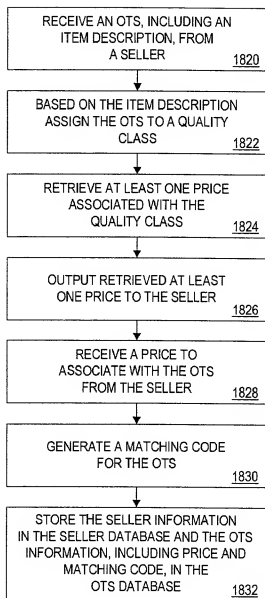 RECEIVE AN OTS, INCLUDING AN
ITEM DESCRIPTION, FROM
A SELLER
1820
BASED ON THE ITEM DESCRIPTION
ASSIGN THE OTS TO A QUALITY
CLASS
1822
RETRIEVE AT LEAST ONE PRICE
ASSOCIATED WITH THE
QUALITY CLASS
1824
OUTPUT RETRIEVED AT LEAST
ONE PRICE TO THE SELLER
1826
RECEIVE A PRICE TO
ASSOCIATE WITH THE OTS
FROM THE SELLER
1828
GENERATE A MATCHING CODE
FOR THE OTS
1830
STORE THE SELLER INFORMATION
IN THE SELLER DATABASE AND THE OTS
INFORMATION, INCLUDING PRICE AND
MATCHING CODE, IN THE
OTS DATABASE
1832